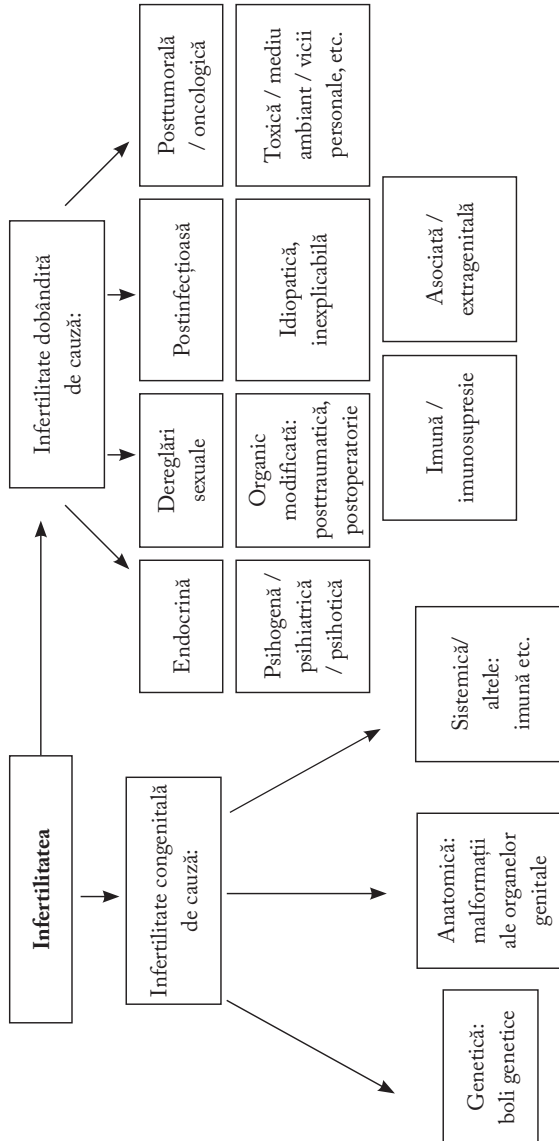 Infertilitatea
Infertilitate dobândită
de cauză:
Infertilitate congenitală
de cauză:
Endocrină
Dereglări
sexuale
Postinfecțioasă
Posttumorală
/ oncologică
Psihogenă /
psihiatrică
/ psihotică
Organic
modificată:
posttraumatică,
postoperatorie
Idiopatică,
inexplicabilă
Toxică / mediu
ambiant / vicii
personale, etc.
Imună /
imunosupresie
Asociată /
extragenitală
Genetică:
boli genetice
Anatomică:
malformații
ale organelor
genitale
Sistemică/
altele:
imună etc.